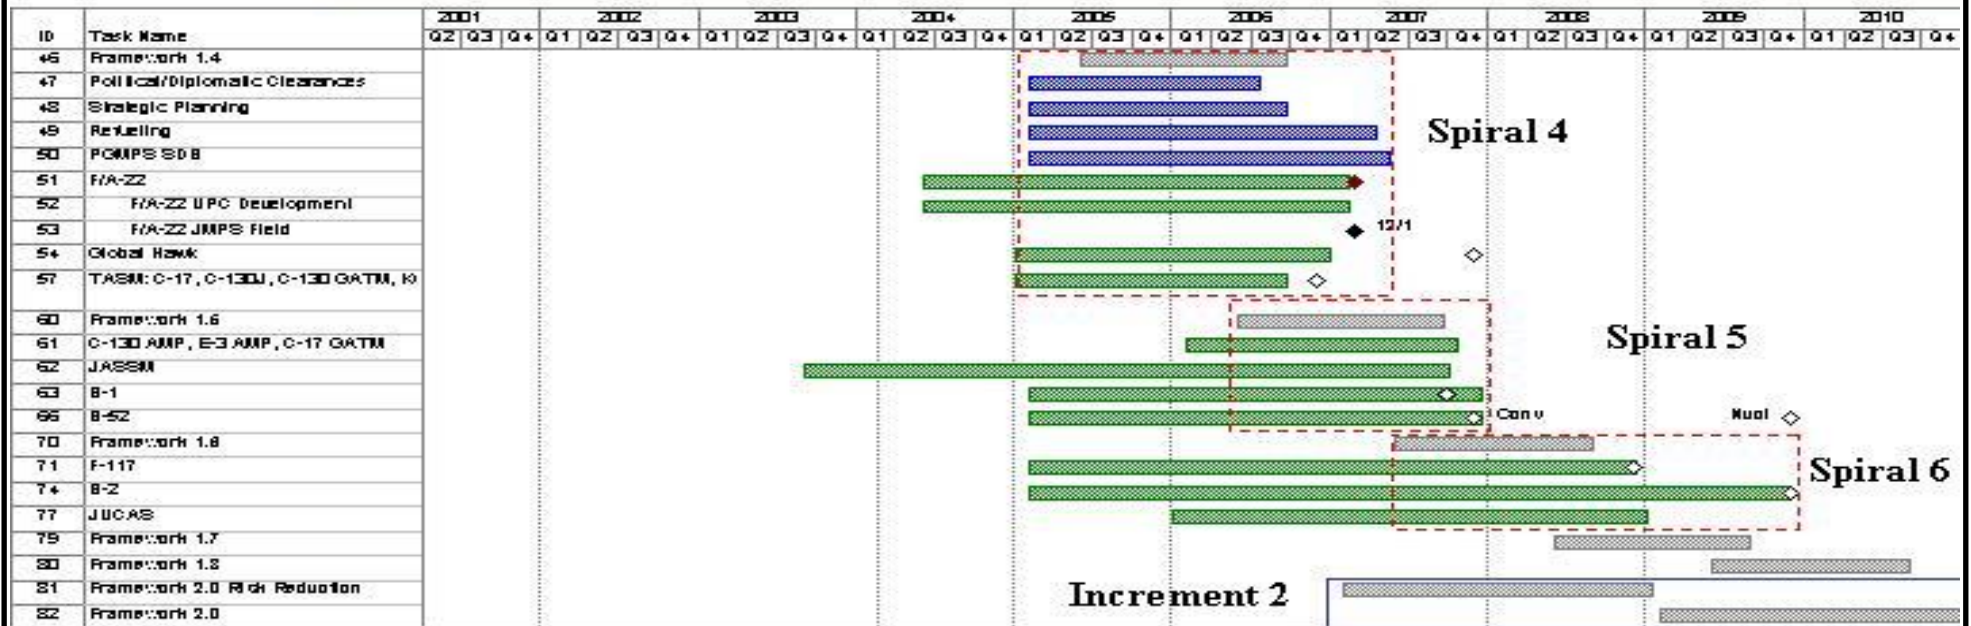 2001 2002 2003 2004 2005 2006 2007 2008 2009 2010
ID Task Name Q2 Q3 Q4 Q1 Q2 Q3 Q4 Q1 Q2 Q3 Q4 Q1 Q2 Q3 Q4 Q1 Q2 Q3 Q4 Q1 Q2 Q3 Q4 Q1 Q2 Q3 Q4 Q1 Q2 Q3 Q4 Q1 Q2 Q3 Q4 Q1 Q2 Q3 Q4
46 Framework 1.4
47 Political/Diplomatic Clearances
48 Strategic Planning
49 Refueling
Spiral 4
50 PGMPS SDB
51 F/A-22
52 F/A-22 UPC Development
53 F/A-22 JMPS Field 12/1
54 Global Hawk
57 TASM: C-17, C-130J, C-130 GATM,
60 Framework 1.5
Spiral 5
61 C-130 AMP, E-3 AMP, C-17 GATM
62 JASSM
63 B-1
66 B-52 Conv Nucl
70 Framework 1.6
71 F-117
Spiral 6
74 B-2
77 JUCAS
79 Framework 1.7
80 Framework 1.8
81 Framework 2.0 Risk Reduction
Increment 2
82 Framework 2.0